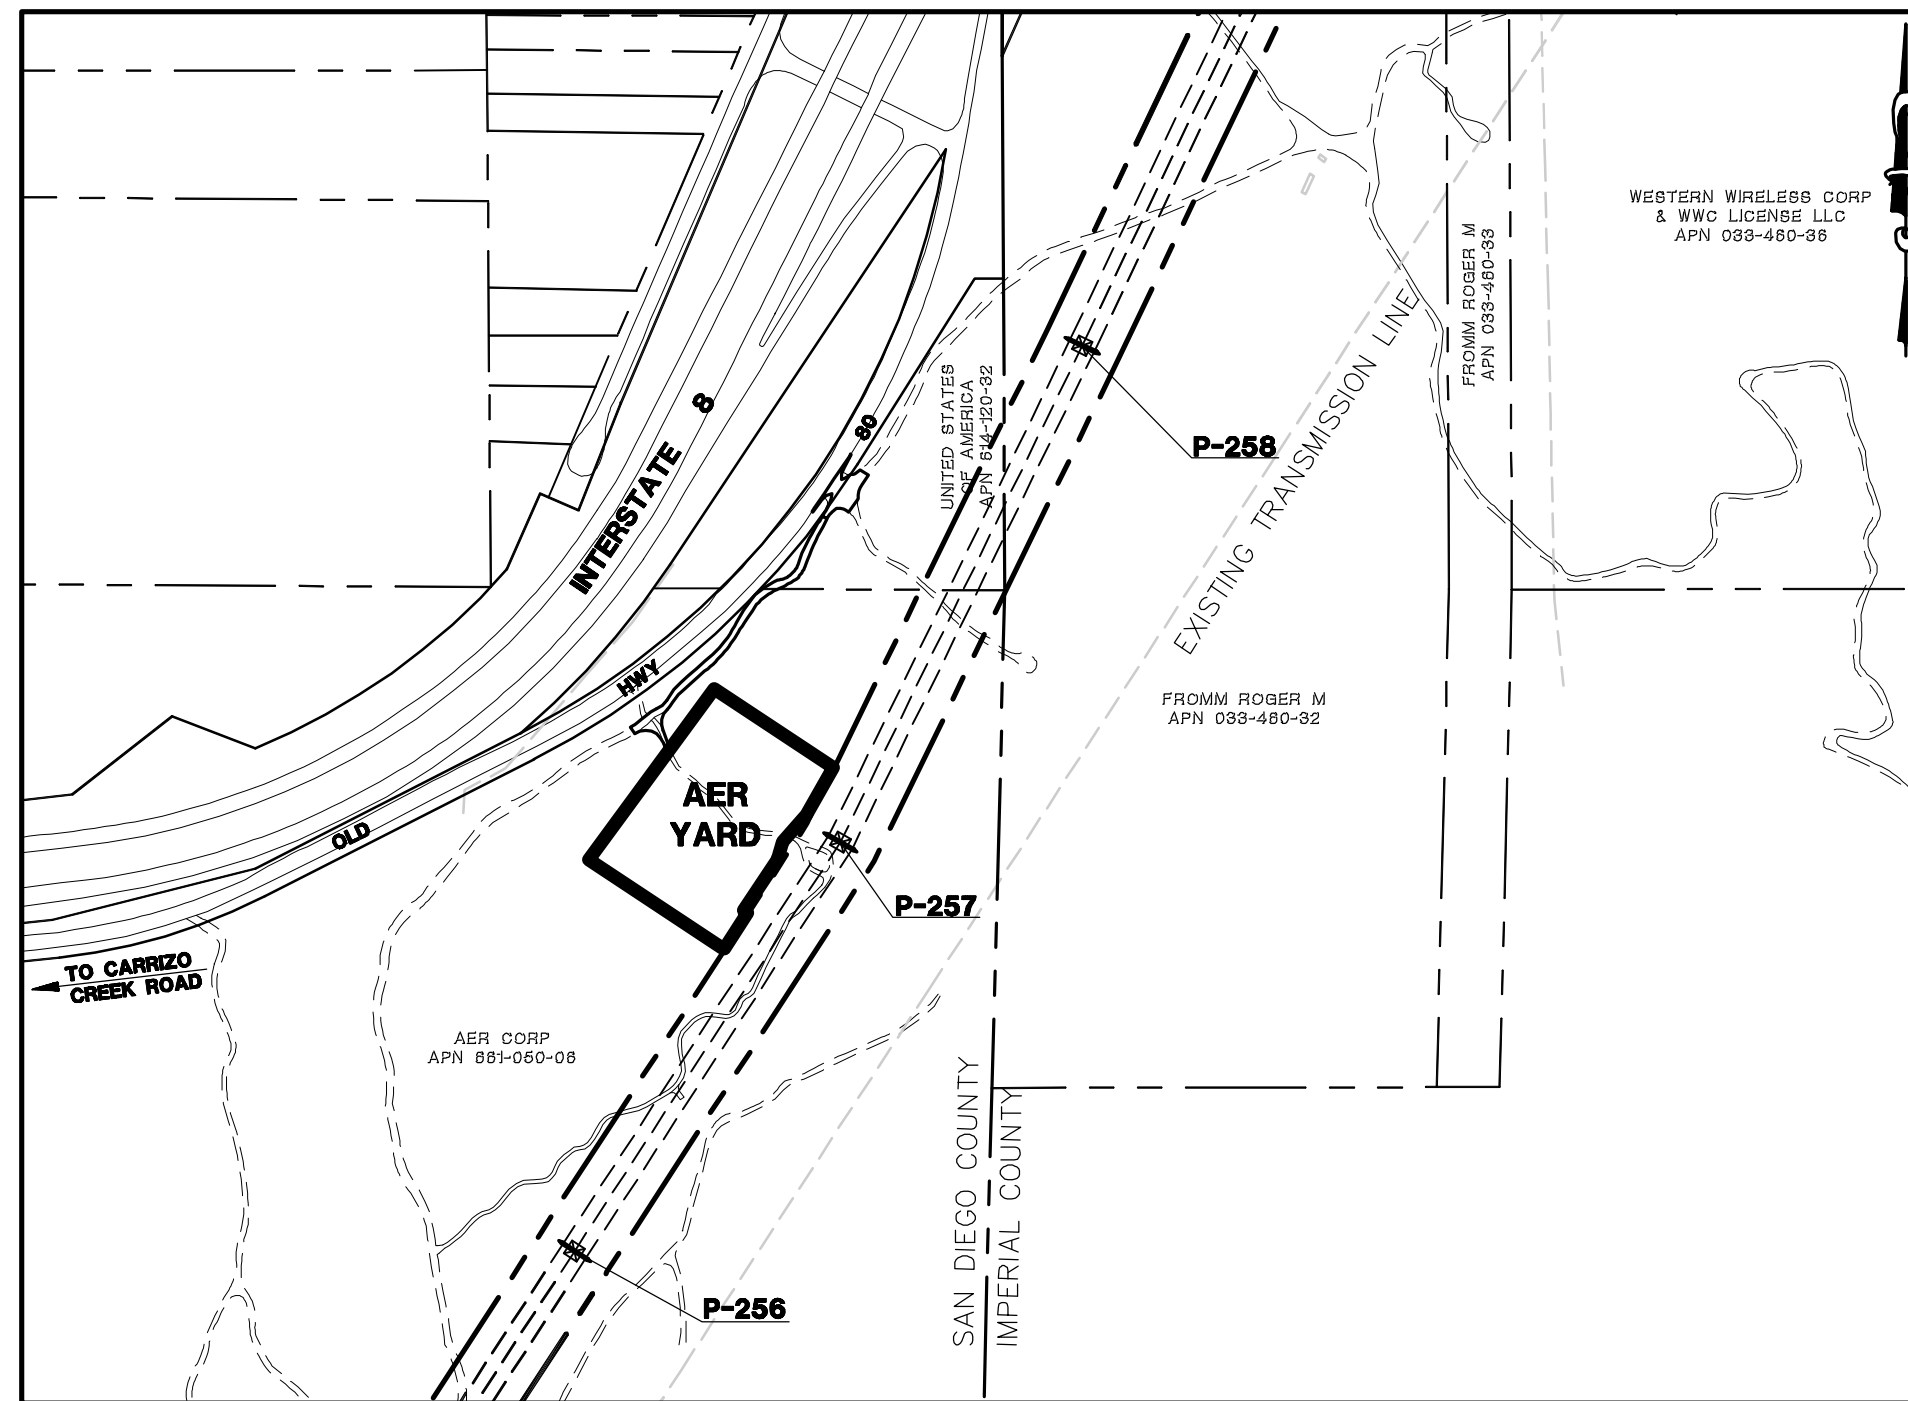 WESTERN WIRELESS CORP
& WWC LICENSE LLC
APN 033-460-36
FROMM ROGER M
APN 033-460-33
UNITED STATES
OF AMERICA
APN 614-120-32
INTERSTATE 8
OLD HWY 80
P-258
EXISTING TRANSMISSION LINE
FROMM ROGER M
APN 033-460-32
AER
YARD
P-257
TO CARRIZO
CREEK ROAD
AER CORP
APN 661-050-06
SAN DIEGO COUNTY
IMPERIAL COUNTY
P-256